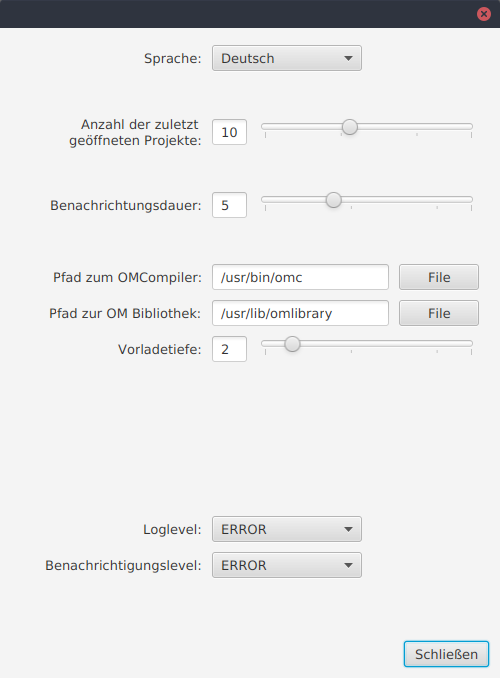 Sprache: Deutsch
Anzahl der zuletzt
geöffneten Projekte: 10
Benachrichtungsdauer: 5
Pfad zum OMCompiler: /usr/bin/omc File
Pfad zur OM Bibliothek: /usr/lib/omlibrary File
Vorladetiefe: 2
Loglevel: ERROR
Benachrichtigungslevel: ERROR
Schließen